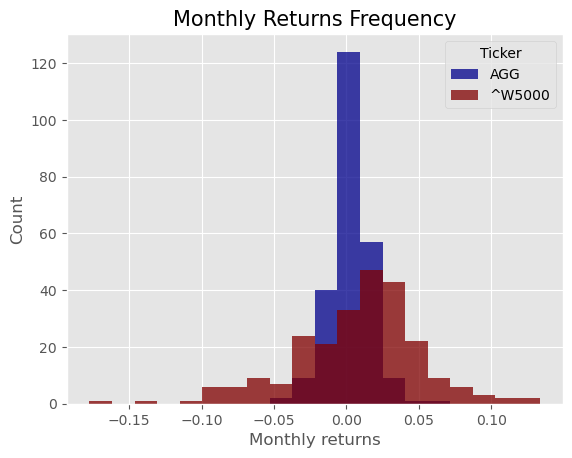 Monthly Returns Frequency
Ticker
AGG
^W5000
Count
120
100
80
60
40
20
0
−0.15
−0.10
−0.05
0.00
0.05
0.10
Monthly returns